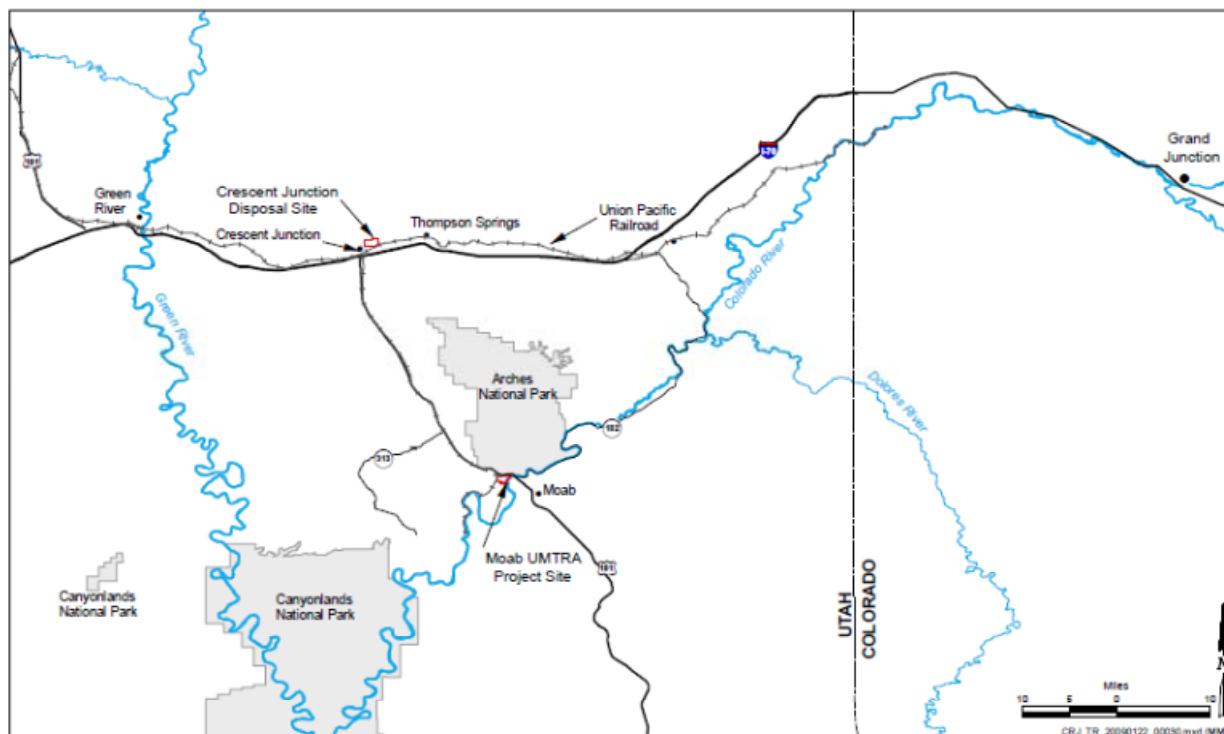 191
Green
River
Crescent Junction
Disposal Site
Crescent Junction
Thompson Springs
Union Pacific
Railroad
I-70
Grand
Junction
Green River
Colorado River
Dolores River
Arches
National Park
182
313
Moab
Moab UMTRA
Project Site
191
Canyonlands
National Park
Canyonlands
National Park
UTAH
COLORADO
Miles
10 5 0 10
N